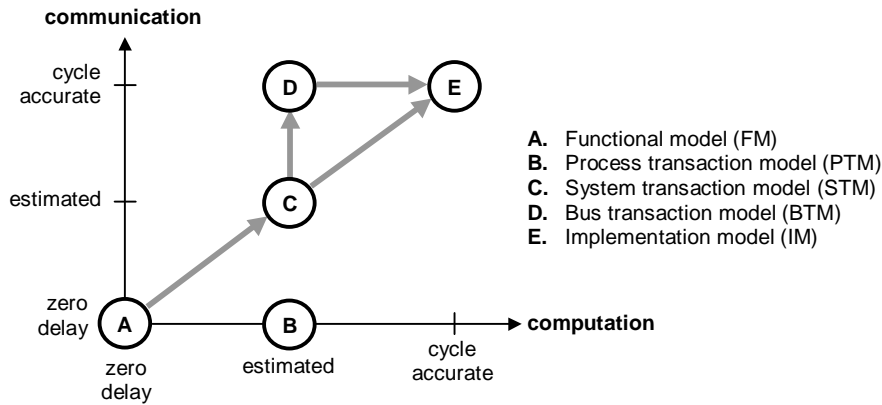 communication
cycle
accurate
D
E
estimated
C
zero
delay
A
B
computation
zero
delay
estimated
cycle
accurate
A. Functional model (FM)
B. Process transaction model (PTM)
C. System transaction model (STM)
D. Bus transaction model (BTM)
E. Implementation model (IM)